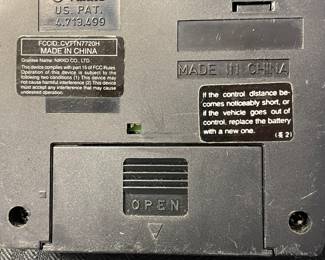 US. PAT.
4.713.499
FCCID: CV7TN7720H
MADE IN CHINA
Grantee Name: NIKKO CO., LTD.
This device complies with part 15 of FCC Rules
Operation of this device is subject to the following
two conditions (1) This device may
not cause harmful interference (2) This device
must accept any interference that may cause
undesired operation.
MADE IN CHINA
If the control distance be-
comes noticeably short, or
if the vehicle goes out of
control, replace the battery
with a new one.
OPEN